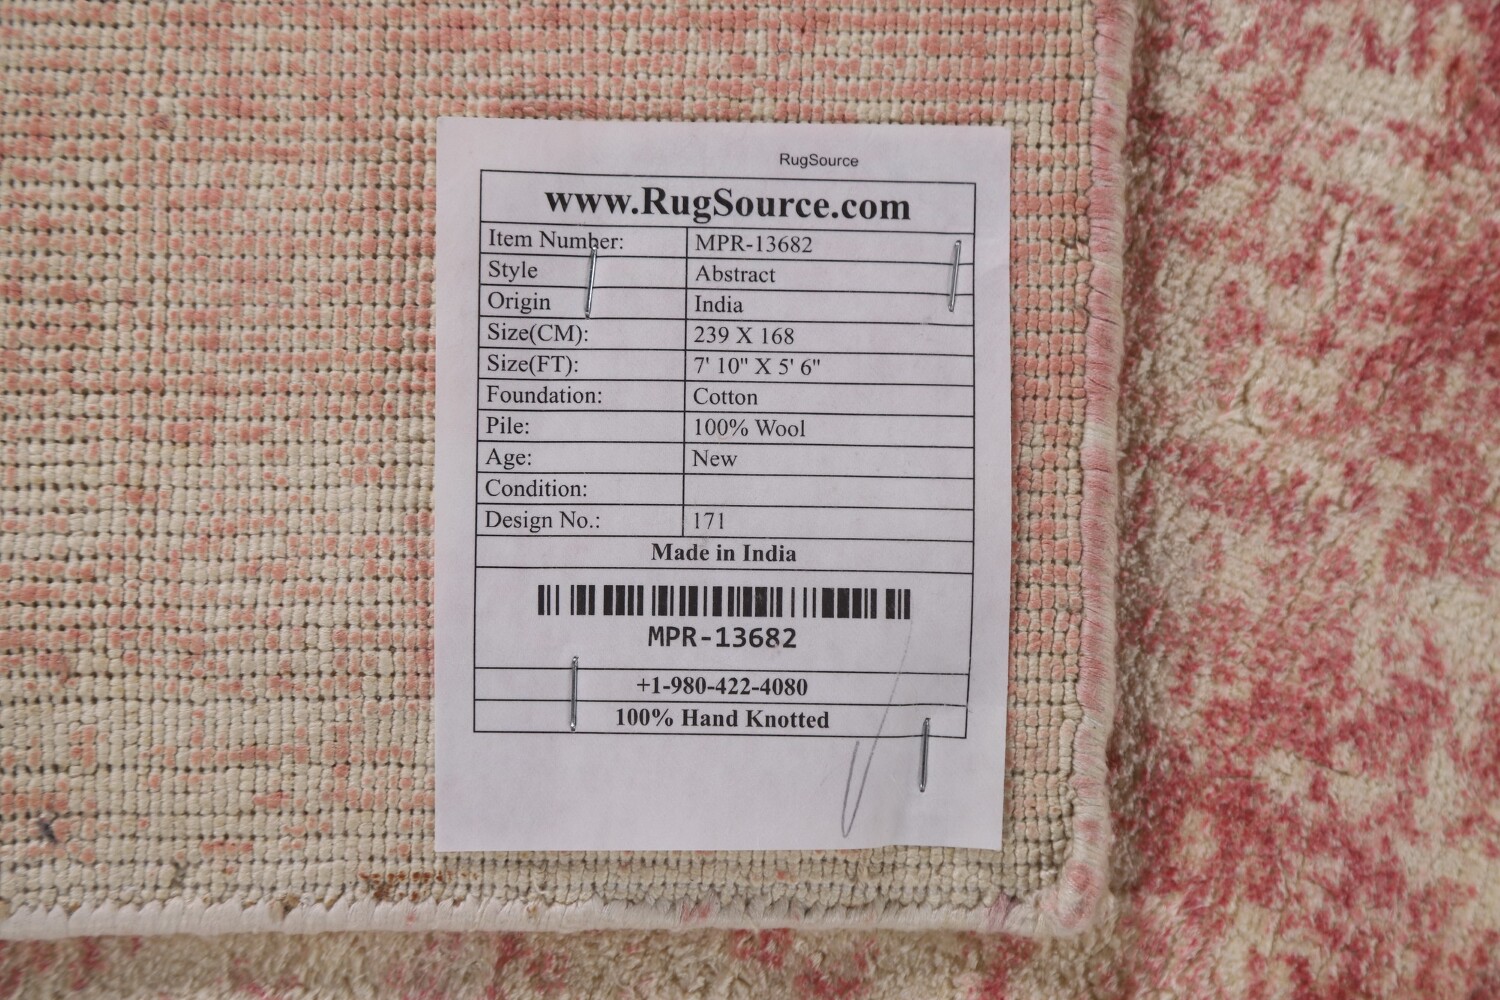 RugSource
www.RugSource.com
Item Number: MPR-13682
Style Abstract
Origin India
Size(CM): 239 X 168
Size(FT): 7' 10" X 5' 6"
Foundation: Cotton
Pile: 100% Wool
Age: New
Condition:
Design No.: 171
Made in India
MPR-13682
+1-980-422-4080
100% Hand Knotted